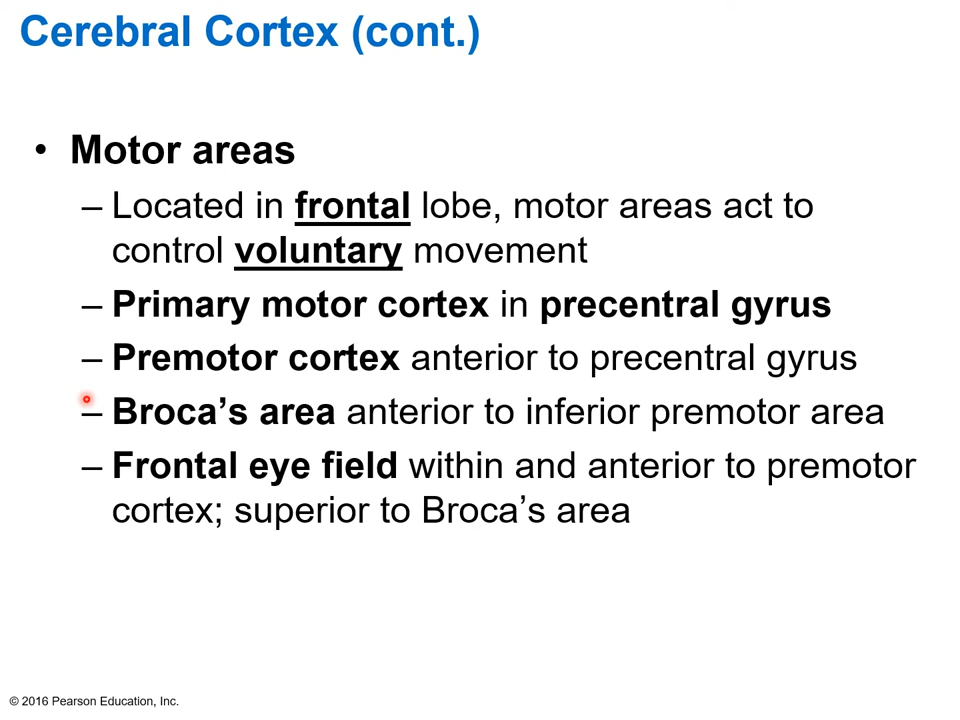 Cerebral Cortex (cont.)
• Motor areas
– Located in frontal lobe, motor areas act to
control voluntary movement
– Primary motor cortex in precentral gyrus
– Premotor cortex anterior to precentral gyrus
– Broca’s area anterior to inferior premotor area
– Frontal eye field within and anterior to premotor
cortex; superior to Broca’s area
© 2016 Pearson Education, Inc.